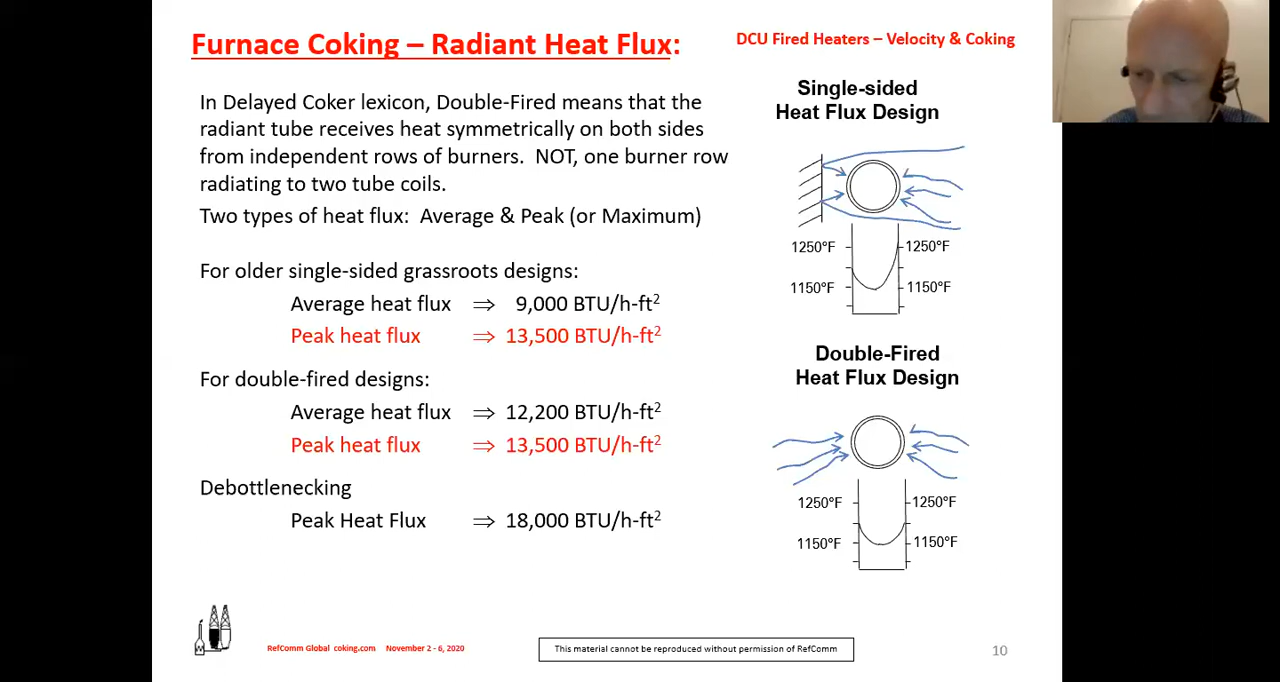 Furnace Coking – Radiant Heat Flux:
DCU Fired Heaters – Velocity & Coking
In Delayed Coker lexicon, Double-Fired means that the
radiant tube receives heat symmetrically on both sides
from independent rows of burners.  NOT, one burner row
radiating to two tube coils.
Two types of heat flux:  Average & Peak (or Maximum)
For older single-sided grassroots designs:
Average heat flux ⇒ 9,000 BTU/h-ft²
Peak heat flux ⇒ 13,500 BTU/h-ft²
For double-fired designs:
Average heat flux ⇒ 12,200 BTU/h-ft²
Peak heat flux ⇒ 13,500 BTU/h-ft²
Debottlenecking
Peak Heat Flux ⇒ 18,000 BTU/h-ft²
Single-sided
Heat Flux Design
1250°F 1250°F
1150°F 1150°F
Double-Fired
Heat Flux Design
1250°F 1250°F
1150°F 1150°F
RefComm Global coking.com November 2 - 6, 2020
This material cannot be reproduced without permission of RefComm
10